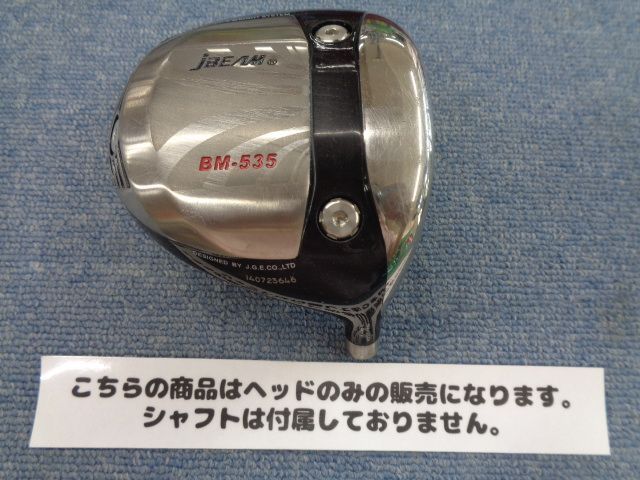 jBEAM
BM-535
DESIGNED BY J.G.E.CO.,LTD
140723646
こちらの商品はヘッドのみの販売になります。
シャフトは付属しておりません。